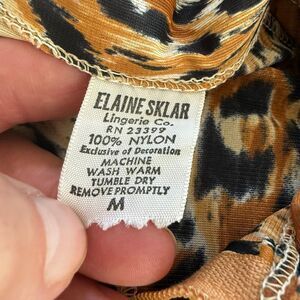 ELAINE SKLAR
Lingerie Co.
RN 23399
100% NYLON
Exclusive of Decoration
MACHINE
WASH WARM
TUMBLE DRY
REMOVE PROMPTLY
M